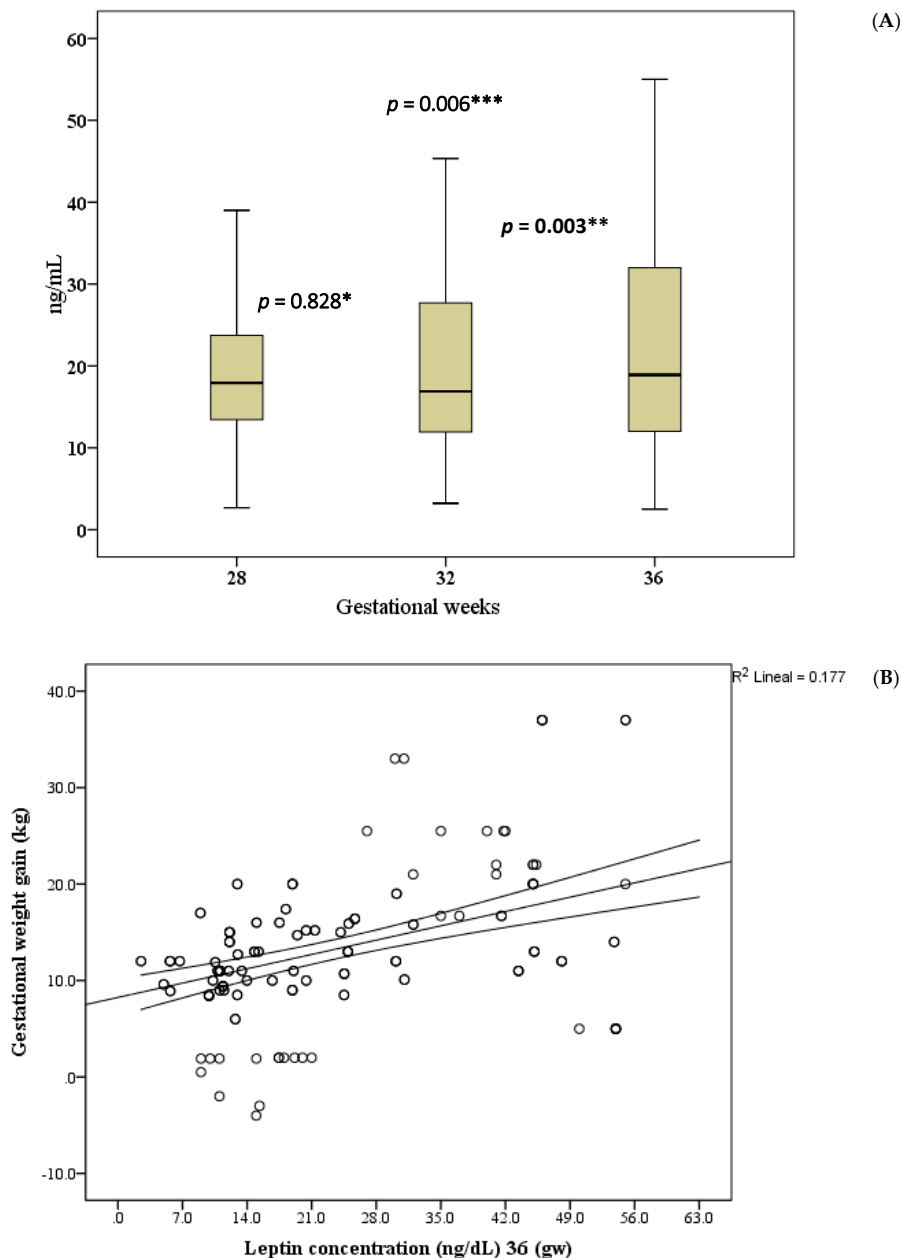 (A)
60
p = 0.006***
50
40
p = 0.003**
ng/mL
30
p = 0.828*
20
10
0
28 32 36
Gestational weeks
R² Lineal = 0.177 (B)
40.0
30.0
Gestational weight gain (kg)
20.0
10.0
.0
-10.0
.0 7.0 14.0 21.0 28.0 35.0 42.0 49.0 56.0 63.0
Leptin concentration (ng/dL) 36 (gw)